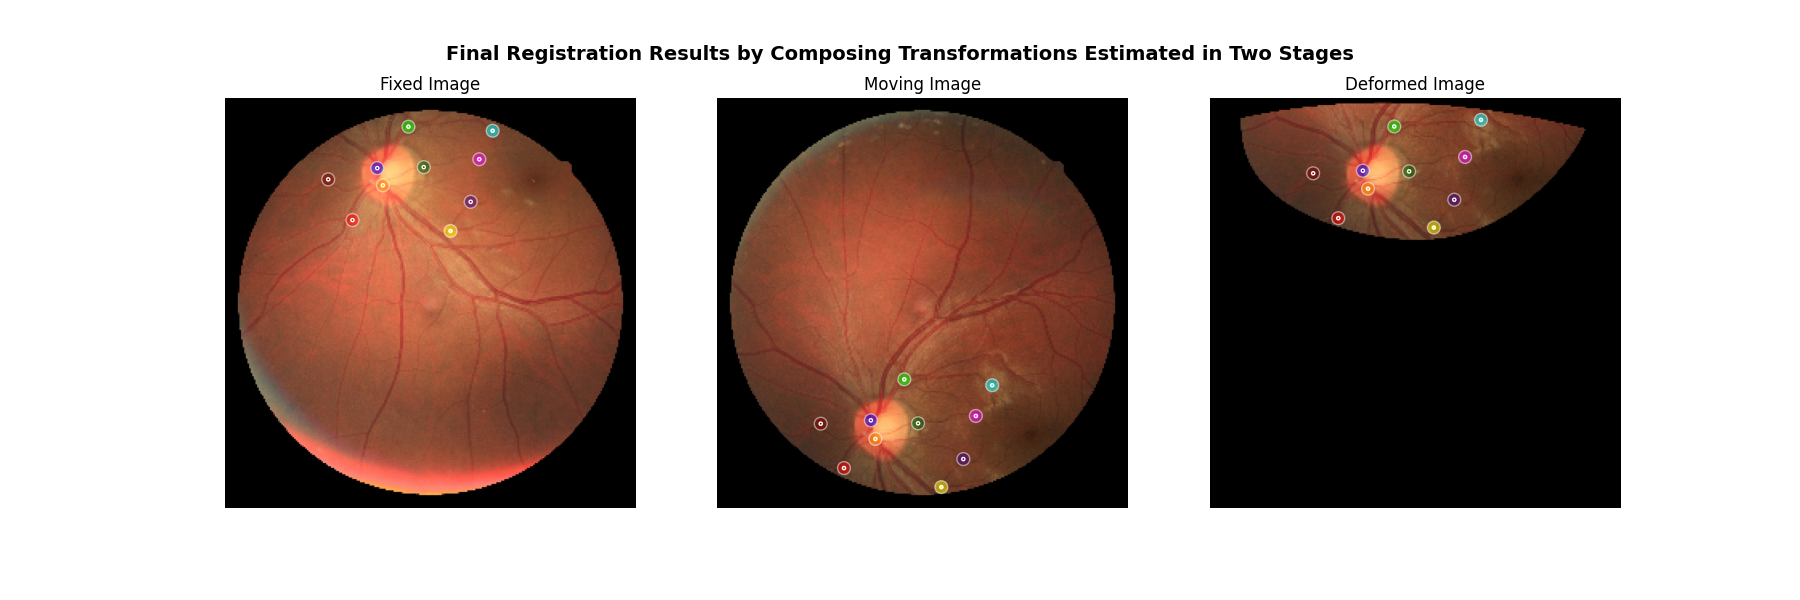 Final Registration Results by Composing Transformations Estimated in Two Stages
Fixed Image
Moving Image
Deformed Image